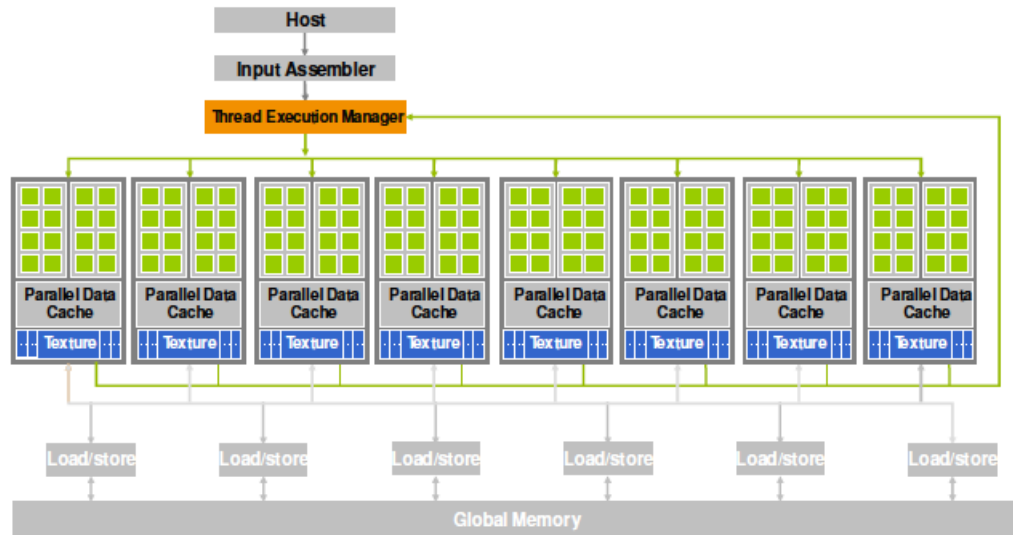 Host
Input Assembler
Thread Execution Manager
Parallel Data Cache
Parallel Data Cache
Parallel Data Cache
Parallel Data Cache
Parallel Data Cache
Parallel Data Cache
Parallel Data Cache
Parallel Data Cache
Texture
Texture
Texture
Texture
Texture
Texture
Texture
Texture
Load/store
Load/store
Load/store
Load/store
Load/store
Load/store
Global Memory